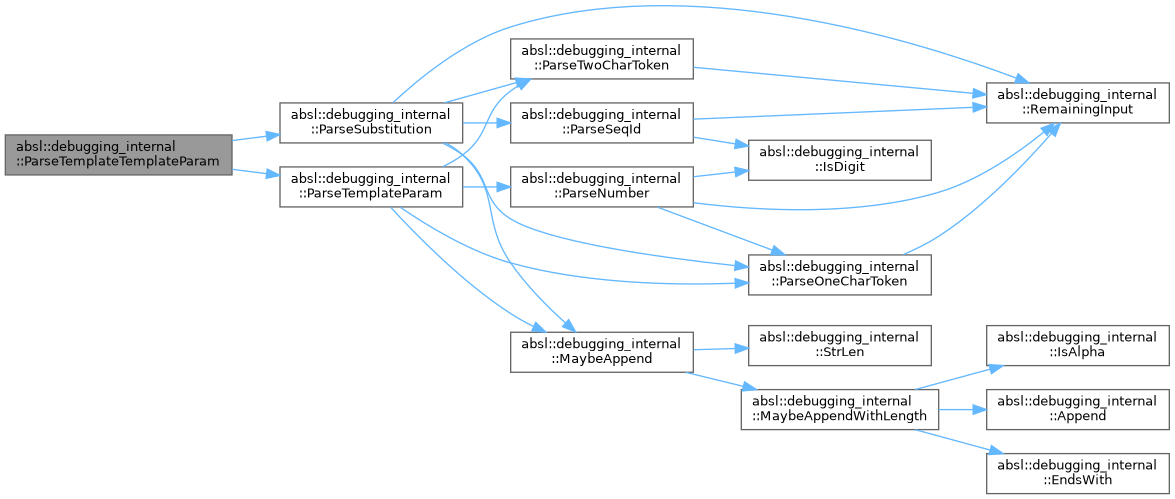 absl::debugging_internal
::ParseTemplateTemplateParam
absl::debugging_internal
::ParseSubstitution
absl::debugging_internal
::ParseTemplateParam
absl::debugging_internal
::ParseTwoCharToken
absl::debugging_internal
::ParseSeqId
absl::debugging_internal
::ParseNumber
absl::debugging_internal
::MaybeAppend
absl::debugging_internal
::IsDigit
absl::debugging_internal
::ParseOneCharToken
absl::debugging_internal
::StrLen
absl::debugging_internal
::MaybeAppendWithLength
absl::debugging_internal
::RemainingInput
absl::debugging_internal
::IsAlpha
absl::debugging_internal
::Append
absl::debugging_internal
::EndsWith